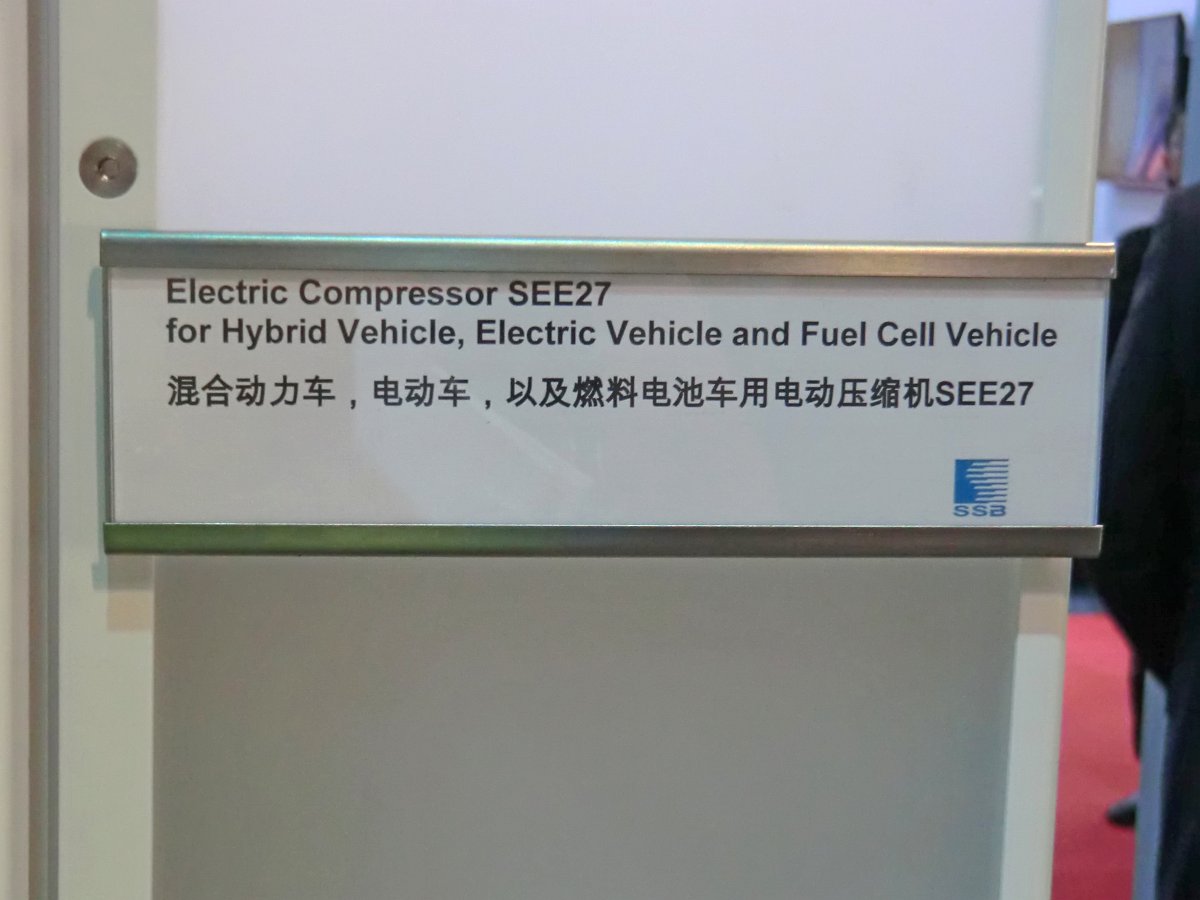 Electric Compressor SEE27
for Hybrid Vehicle, Electric Vehicle and Fuel Cell Vehicle
混合动力车，电动车，以及燃料电池车用电动压缩机SEE27
SSB